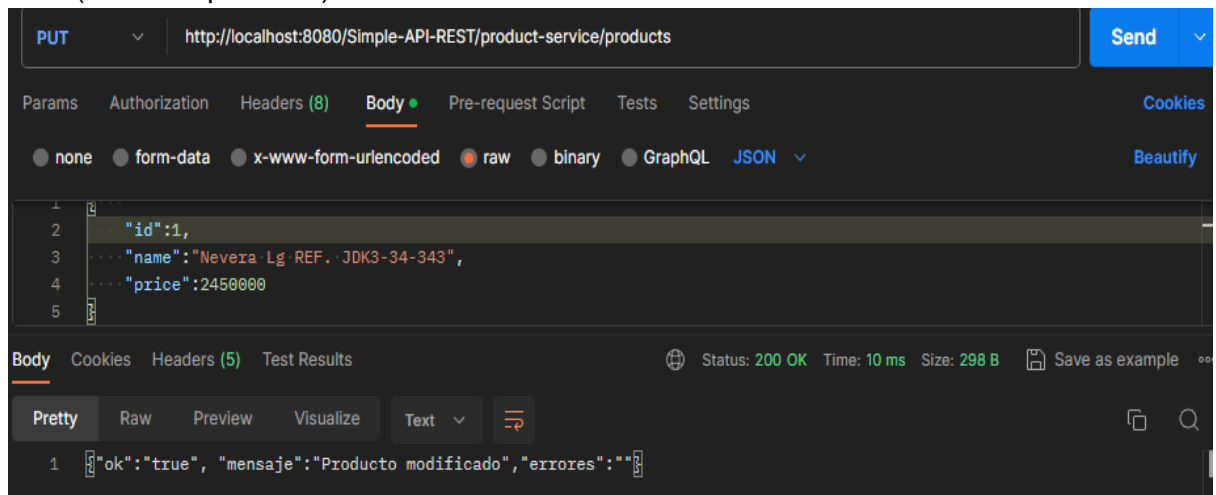 PUT http://localhost:8080/Simple-API-REST/product-service/products Send
Params Authorization Headers (8) Body Pre-request Script Tests Settings Cookies
none form-data x-www-form-urlencoded raw binary GraphQL JSON Beautify
1 {
2 "id":1,
3 "name":"Nevera Lg REF. JDK3-34-343",
4 "price":2450000
5 }
Body Cookies Headers (5) Test Results Status: 200 OK Time: 10 ms Size: 298 B Save as example
Pretty Raw Preview Visualize Text
1 {"ok":"true", "mensaje":"Producto modificado","errores":""}